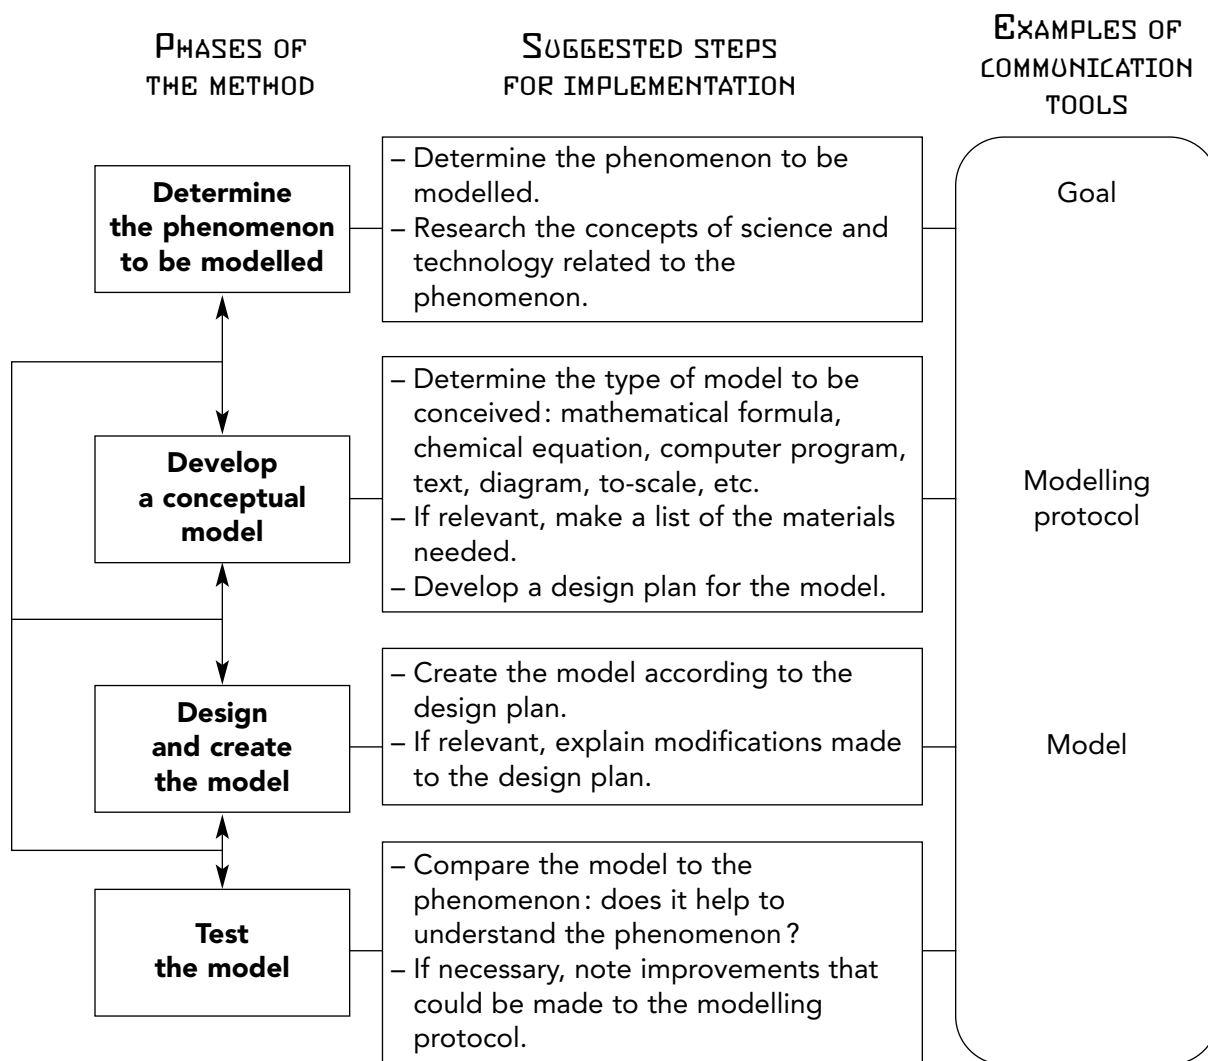 PHASES OF
THE METHOD
SUGGESTED STEPS
FOR IMPLEMENTATION
EXAMPLES OF
COMMUNICATION
TOOLS
Determine
the phenomenon
to be modelled
– Determine the phenomenon to be
modelled.
– Research the concepts of science and
technology related to the
phenomenon.
Goal
Develop
a conceptual
model
– Determine the type of model to be
conceived: mathematical formula,
chemical equation, computer program,
text, diagram, to-scale, etc.
– If relevant, make a list of the materials
needed.
– Develop a design plan for the model.
Modelling
protocol
Design
and create
the model
– Create the model according to the
design plan.
– If relevant, explain modifications made
to the design plan.
Model
Test
the model
– Compare the model to the
phenomenon: does it help to
understand the phenomenon?
– If necessary, note improvements that
could be made to the modelling
protocol.